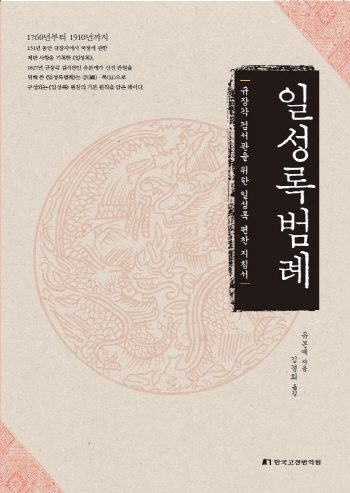 1760년부터 1910년까지
151년 동안 규장각에서 국정에 관한
제반 사항을 기록한 《일성록》.
1827년 규장각 검서관인 유본예가 신진 관원을
위해 쓴 《일성록범례》는 강(綱)·목(目)으로
구성되는 《일성록》 편찬의 기본 원칙을 담은 책이다.
일성록범례
규장각 검서관을 위한 일성록 편찬 지침서
유본예 지음
김경희 옮김
한국고전번역원